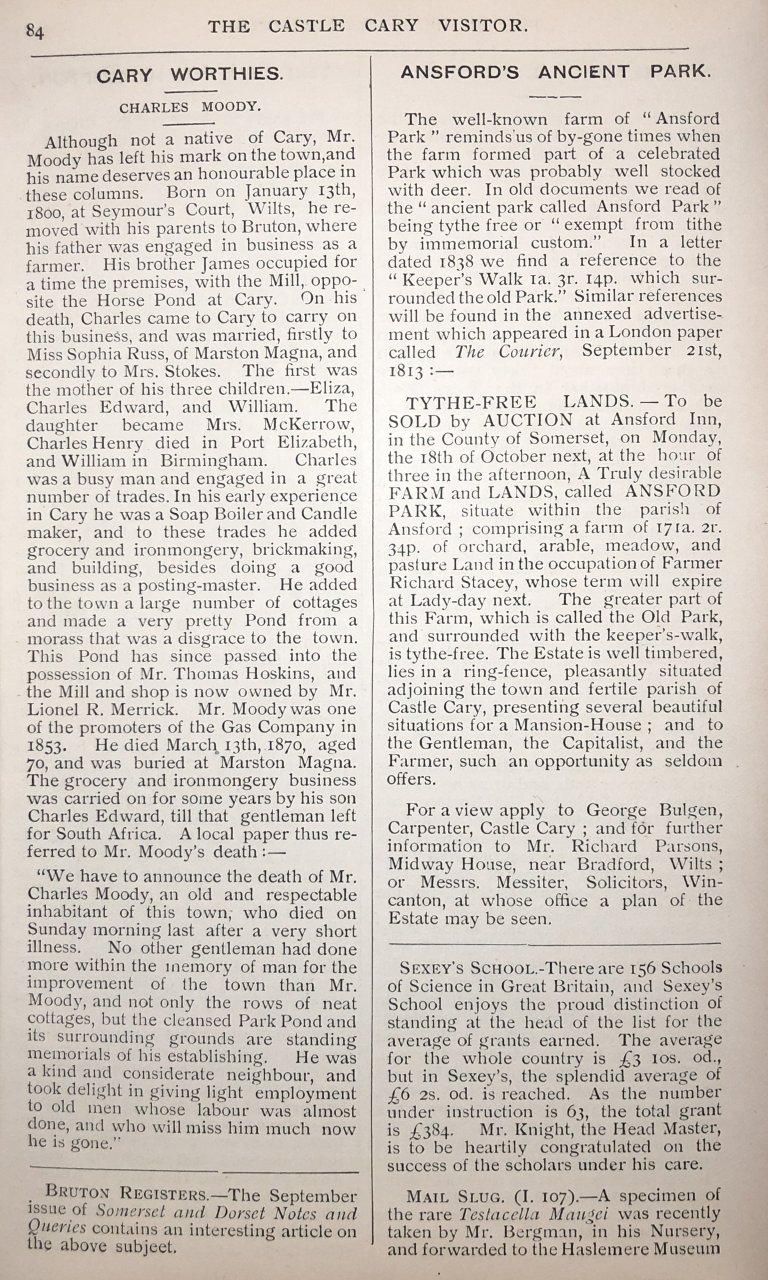 84
THE CASTLE CARY VISITOR.
CARY WORTHIES.
CHARLES MOODY.
Although not a native of Cary, Mr.
Moody has left his mark on the town,and
his name deserves an honourable place in
these columns. Born on January 13th,
1800, at Seymour's Court, Wilts, he re-
moved with his parents to Bruton, where
his father was engaged in business as a
farmer. His brother James occupied for
a time the premises, with the Mill, oppo-
site the Horse Pond at Cary. On his
death, Charles came to Cary to carry on
this business, and was married, firstly to
Miss Sophia Russ, of Marston Magna, and
secondly to Mrs. Stokes. The first was
the mother of his three children.—Eliza,
Charles Edward, and William. The
daughter became Mrs. McKerrow,
Charles Henry died in Port Elizabeth,
and William in Birmingham. Charles
was a busy man and engaged in a great
number of trades. In his early experience
in Cary he was a Soap Boiler and Candle
maker, and to these trades he added
grocery and ironmongery, brickmaking,
and building, besides doing a good
business as a posting-master. He added
to the town a large number of cottages
and made a very pretty Pond from a
morass that was a disgrace to the town.
This Pond has since passed into the
possession of Mr. Thomas Hoskins, and
the Mill and shop is now owned by Mr.
Lionel R. Merrick. Mr. Moody was one
of the promoters of the Gas Company in
1853. He died March 13th, 1870, aged
70, and was buried at Marston Magna.
The grocery and ironmongery business
was carried on for some years by his son
Charles Edward, till that gentleman left
for South Africa. A local paper thus re-
ferred to Mr. Moody's death :—
"We have to announce the death of Mr.
Charles Moody, an old and respectable
inhabitant of this town, who died on
Sunday morning last after a very short
illness. No other gentleman had done
more within the memory of man for the
improvement of the town than Mr.
Moody, and not only the rows of neat
cottages, but the cleansed Park Pond and
its surrounding grounds are standing
memorials of his establishing. He was
a kind and considerate neighbour, and
took delight in giving light employment
to old men whose labour was almost
done, and who will miss him much now
he is gone."
BRUTON REGISTERS.—The September
issue of Somerset and Dorset Notes and
Queries contains an interesting article on
the above subject.
ANSFORD'S ANCIENT PARK.
The well-known farm of "Ansford
Park" reminds us of by-gone times when
the farm formed part of a celebrated
Park which was probably well stocked
with deer. In old documents we read of
the "ancient park called Ansford Park"
being tythe free or "exempt from tithe
by immemorial custom." In a letter
dated 1838 we find a reference to the
"Keeper's Walk 1a. 3r. 14p. which sur-
rounded the old Park." Similar references
will be found in the annexed advertise-
ment which appeared in a London paper
called The Courier, September 21st,
1813 :—
TYTHE-FREE LANDS. — To be
SOLD by AUCTION at Ansford Inn,
in the County of Somerset, on Monday,
the 18th of October next, at the hour of
three in the afternoon, A Truly desirable
FARM and LANDS, called ANSFORD
PARK, situate within the parish of
Ansford ; comprising a farm of 171a. 2r.
34p. of orchard, arable, meadow, and
pasture Land in the occupation of Farmer
Richard Stacey, whose term will expire
at Lady-day next. The greater part of
this Farm, which is called the Old Park,
and surrounded with the keeper's-walk,
is tythe-free. The Estate is well timbered,
lies in a ring-fence, pleasantly situated
adjoining the town and fertile parish of
Castle Cary, presenting several beautiful
situations for a Mansion-House ; and to
the Gentleman, the Capitalist, and the
Farmer, such an opportunity as seldom
offers.
For a view apply to George Bulgen,
Carpenter, Castle Cary ; and for further
information to Mr. Richard Parsons,
Midway House, near Bradford, Wilts ;
or Messrs. Messiter, Solicitors, Win-
canton, at whose office a plan of the
Estate may be seen.
SEXEY'S SCHOOL.-There are 156 Schools
of Science in Great Britain, and Sexey's
School enjoys the proud distinction of
standing at the head of the list for the
average of grants earned. The average
for the whole country is £3 10s. od.,
but in Sexey's, the splendid average of
£6 2s. od. is reached. As the number
under instruction is 63, the total grant
is £384. Mr. Knight, the Head Master,
is to be heartily congratulated on the
success of the scholars under his care.
MAIL SLUG. (I. 107).—A specimen of
the rare Testacella Maugei was recently
taken by Mr. Bergman, in his Nursery,
and forwarded to the Haslemere Museum